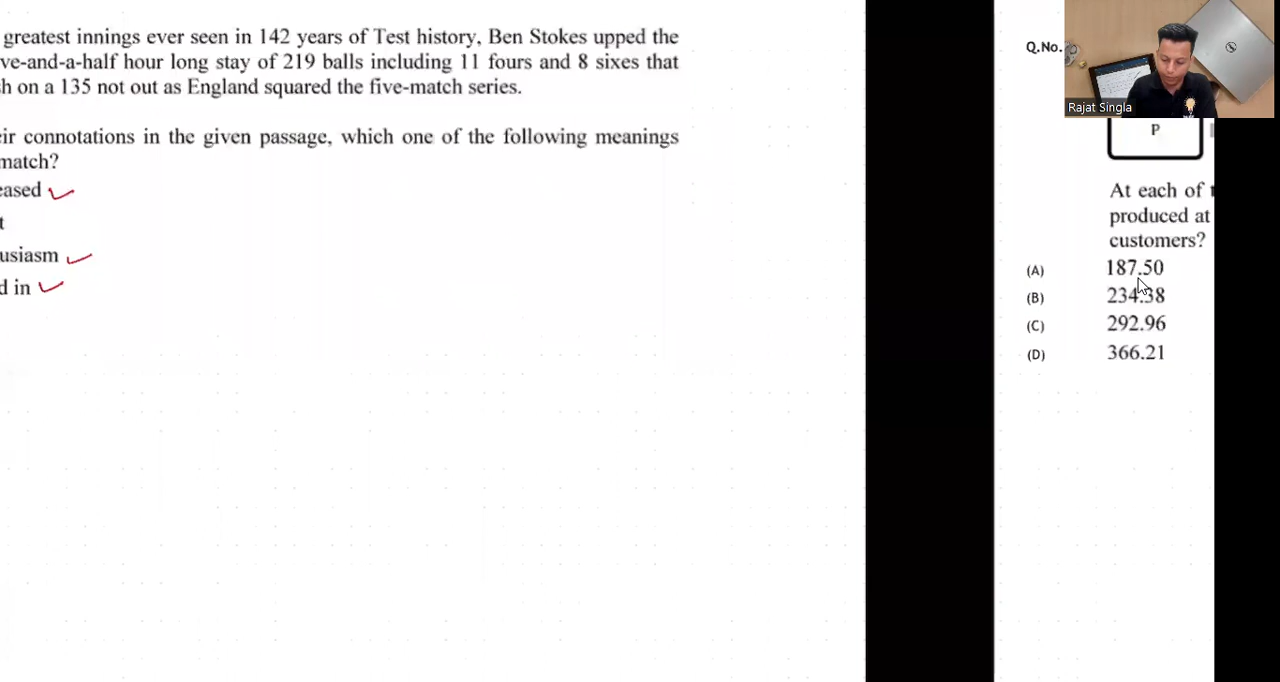 greatest innings ever seen in 142 years of Test history, Ben Stokes upped the
ve-and-a-half hour long stay of 219 balls including 11 fours and 8 sixes that
h on a 135 not out as England squared the five-match series.
ir connotations in the given passage, which one of the following meanings
match?
eased
t
usiasm
d in
Q.No.
Rajat Singla
P
At each of
produced at
customers?
(A) 187.50
(B) 234.38
(C) 292.96
(D) 366.21